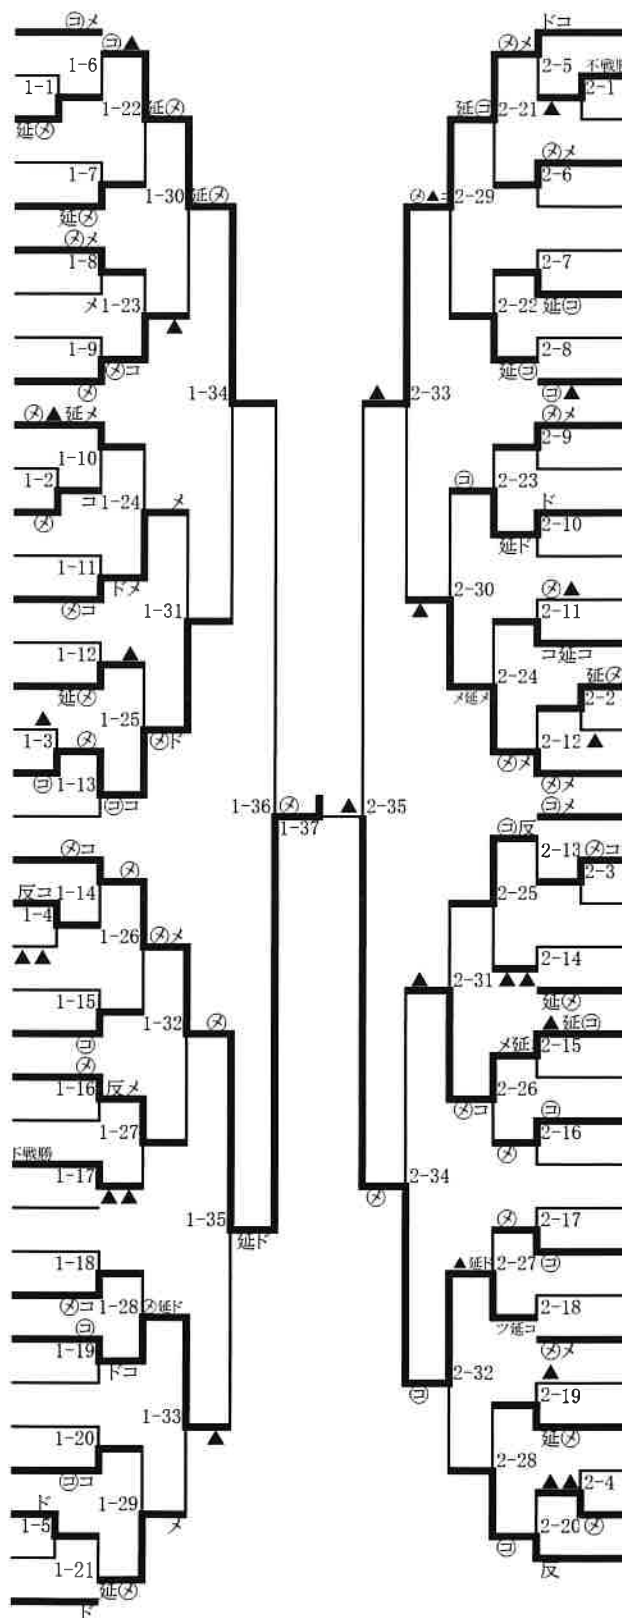 ㋙メ
㋙▲
1-6
1-1
1-22
延㋱
延㋱
1-7
1-30
延㋱
延㋱
㋱メ
1-8
メ
1-23
▲
1-9
㋱コ
㋱
1-34
㋱▲延メ
1-10
1-2
コ
1-24
メ
㋱
1-11
ドメ
㋱コ
1-31
1-12
▲
延㋱
1-25
▲
㋱
㋱ド
1-3
㋙
1-13
㋙コ
1-36
㋱
1-37
㋱コ
㋱
反コ
1-14
1-4
1-26
㋱メ
▲▲
1-15
1-32
㋱
㋙
㋱
1-16
反メ
1-27
戦勝
1-17
▲▲
1-35
延ド
1-18
㋱コ
1-28
㋱延ド
㋙
1-19
ドコ
1-33
▲
1-20
㋙コ
ド
1-29
1-5
メ
1-21
延㋱
ド
ドコ
㋱メ
2-5
不戦勝
2-1
延㋙
2-21
▲
㋱メ
2-6
㋱▲コ
2-29
2-7
2-22
延㋙
2-8
延㋙
㋙▲
▲
2-33
㋱メ
2-9
㋙
2-23
ド
2-10
延ド
▲
2-30
㋱▲
2-11
コ延コ
メ延メ
2-24
延㋱
2-2
㋱メ
2-12
▲
㋱メ
▲
2-35
㋙メ
㋙反
2-13
㋱コ
2-3
2-25
2-14
▲
2-31
▲▲
延㋱
▲延㋙
メ延
2-15
2-26
㋱コ
㋙
㋱
2-16
2-34
㋱
㋱
2-17
▲延ド
2-27
㋙
2-18
ツ延コ
㋱メ
㋙
2-32
▲
2-19
延㋱
2-28
▲▲
2-4
㋙
2-20
㋱
反